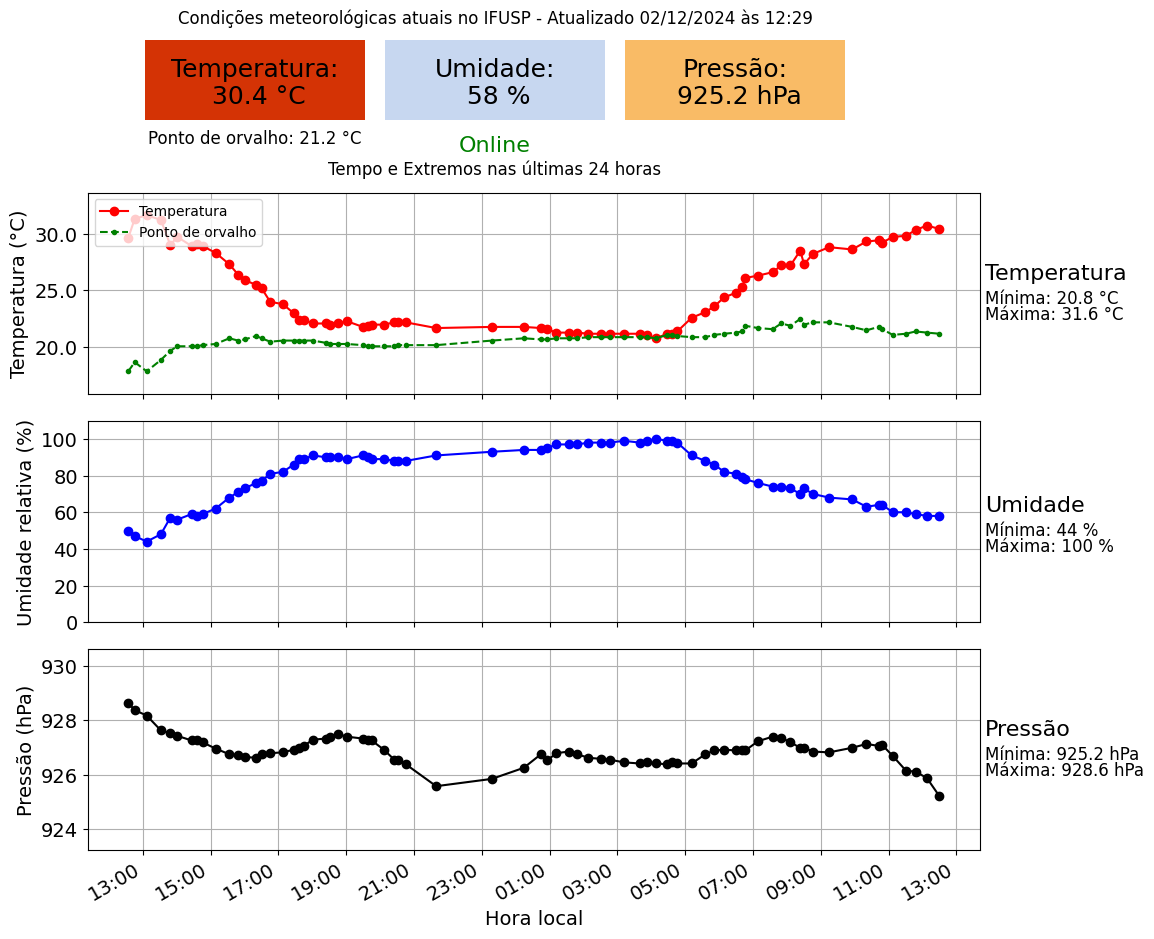 Condições meteorológicas atuais no IFUSP - Atualizado 02/12/2024 às 12:29
Temperatura:
30.4 °C
Umidade:
58 %
Pressão:
925.2 hPa
Ponto de orvalho: 21.2 °C
Online
Tempo e Extremos nas últimas 24 horas
Temperatura (°C)
30.0
25.0
20.0
Temperatura
Ponto de orvalho
Temperatura
Mínima: 20.8 °C
Máxima: 31.6 °C
Umidade relativa (%)
100
80
60
40
20
0
Umidade
Mínima: 44 %
Máxima: 100 %
Pressão (hPa)
930
928
926
924
Pressão
Mínima: 925.2 hPa
Máxima: 928.6 hPa
13:00
15:00
17:00
19:00
21:00
23:00
01:00
03:00
05:00
07:00
09:00
11:00
13:00
Hora local